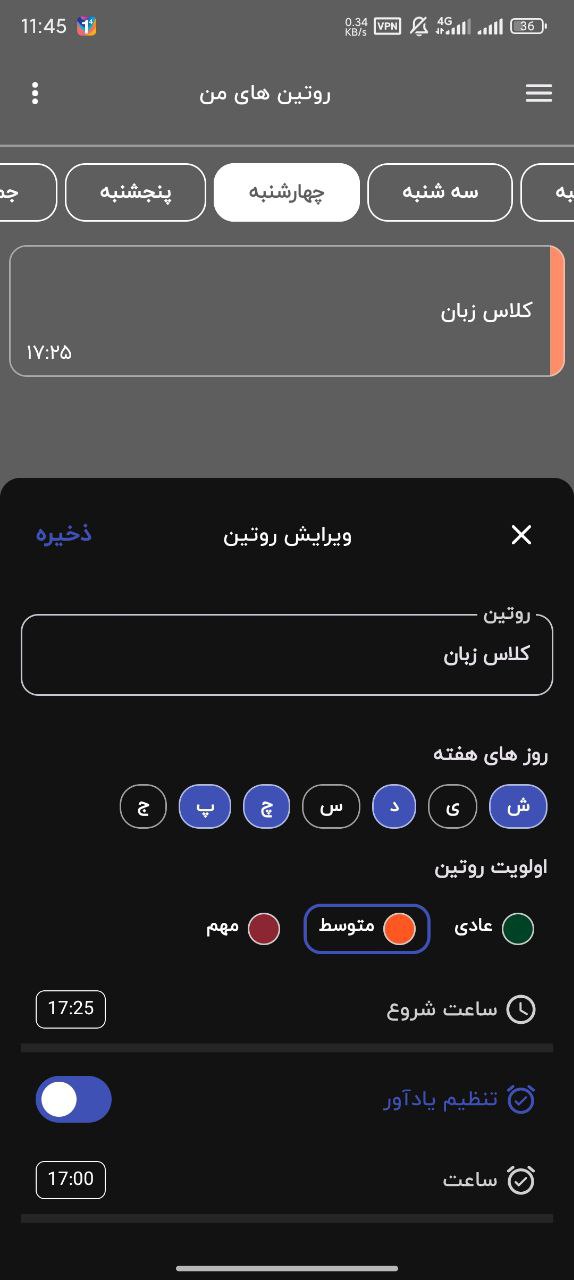 11:45 0.34 KB/s VPN 4G 36
روتین های من
به سه شنبه چهارشنبه پنجشنبه جم
کلاس زبان
۱۷:۲۵
ویرایش روتین ذخیره
روتین
کلاس زبان
روز های هفته
ش ی د س چ پ ج
اولویت روتین
عادی متوسط مهم
ساعت شروع 17:25
تنظیم یادآور
ساعت 17:00